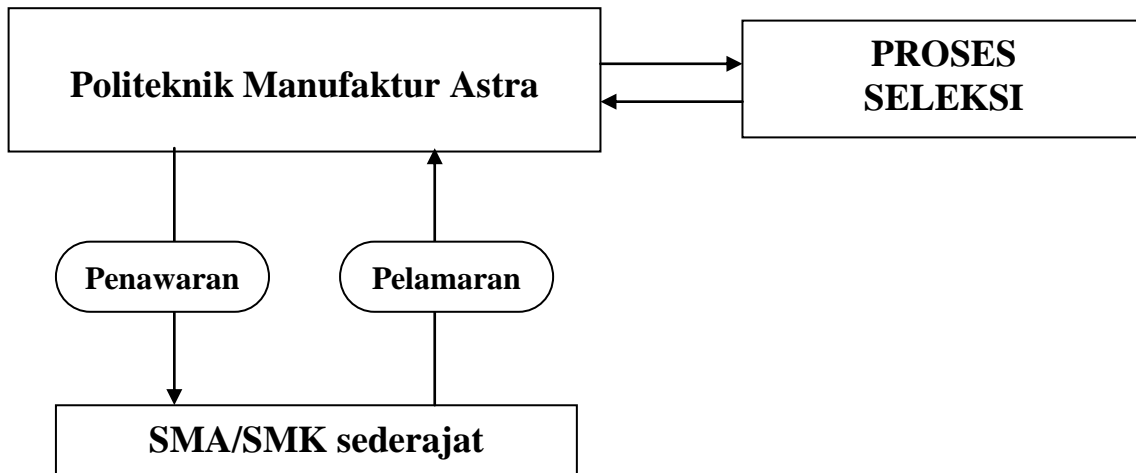 Politeknik Manufaktur Astra
PROSES
SELEKSI
Penawaran
Pelamaran
SMA/SMK sederajat